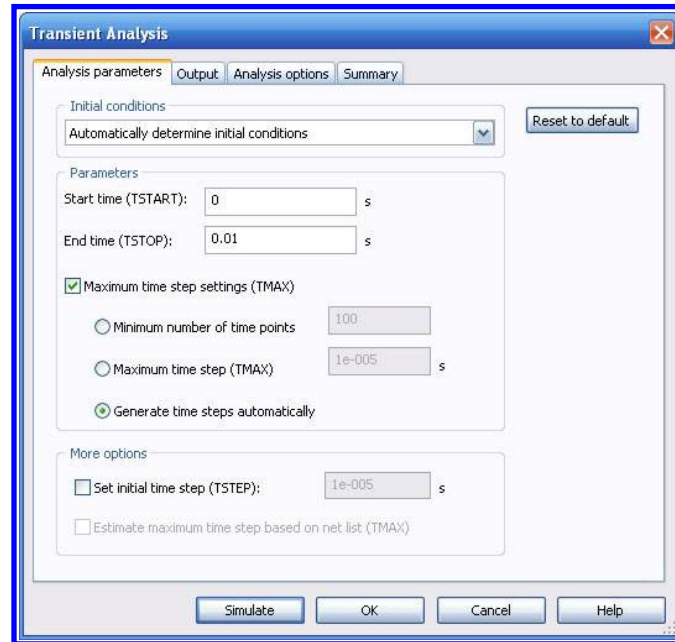 Transient Analysis
Analysis parameters Output Analysis options Summary
Initial conditions
Automatically determine initial conditions
Reset to default
Parameters
Start time (TSTART): 0 s
End time (TSTOP): 0.01 s
Maximum time step settings (TMAX)
Minimum number of time points 100
Maximum time step (TMAX) 1e-005 s
Generate time steps automatically
More options
Set initial time step (TSTEP): 1e-005 s
Estimate maximum time step based on net list (TMAX)
Simulate OK Cancel Help